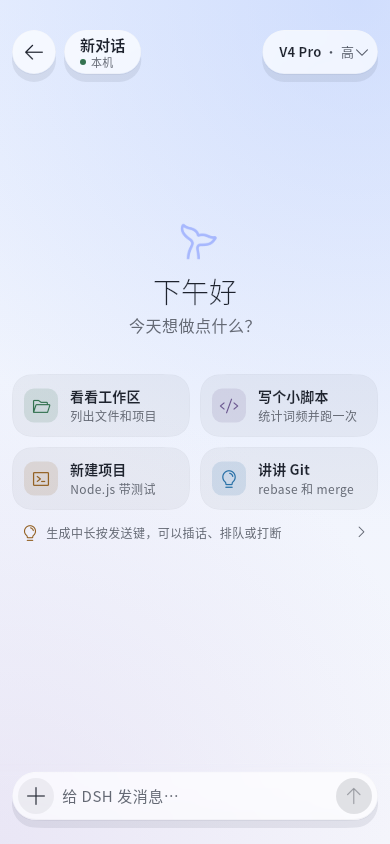 新对话
本机
V4 Pro · 高
下午好
今天想做点什么？
看看工作区
列出文件和项目
写个小脚本
统计词频并跑一次
新建项目
Node.js 带测试
讲讲 Git
rebase 和 merge
生成中长按发送键，可以插话、排队或打断
给 DSH 发消息…